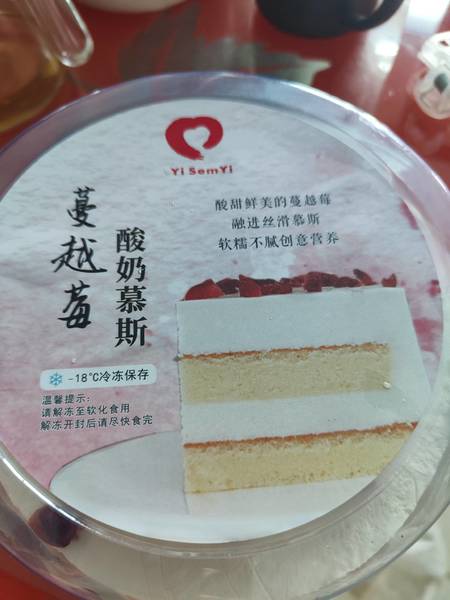 Yi SemYi
酸甜鲜美的蔓越莓
融进丝滑慕斯
软糯不腻创意营养
蔓越莓
酸奶慕斯
-18℃冷冻保存
温馨提示:
请解冻至软化食用
解冻开封后请尽快食完